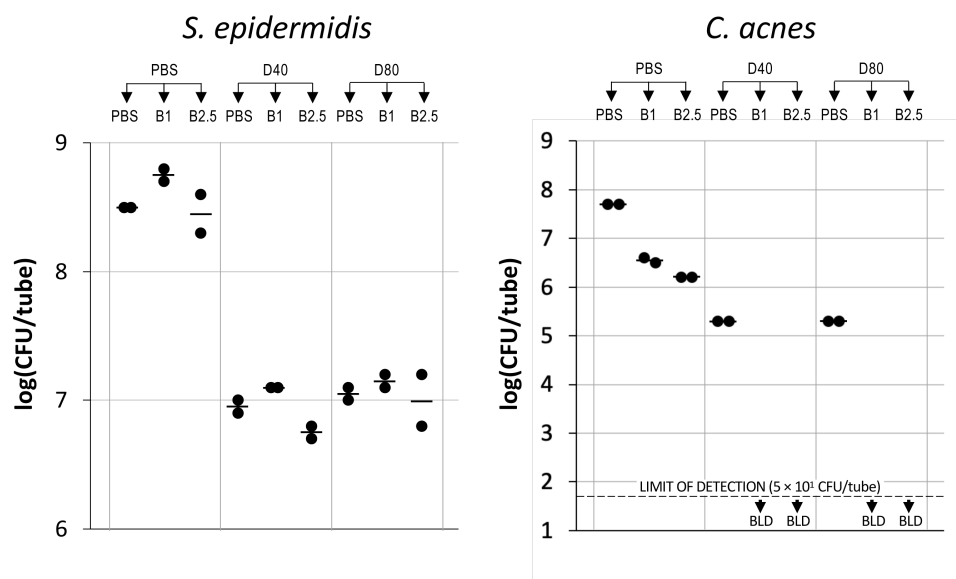 S. epidermidis
PBS D40 D80
PBS B1 B2.5 PBS B1 B2.5 PBS B1 B2.5
9
8
7
6
log(CFU/tube)
C. acnes
PBS D40 D80
PBS B1 B2.5 PBS B1 B2.5 PBS B1 B2.5
9
8
7
6
5
4
3
2
1
log(CFU/tube)
LIMIT OF DETECTION (5 × 10¹ CFU/tube)
BLD BLD BLD BLD